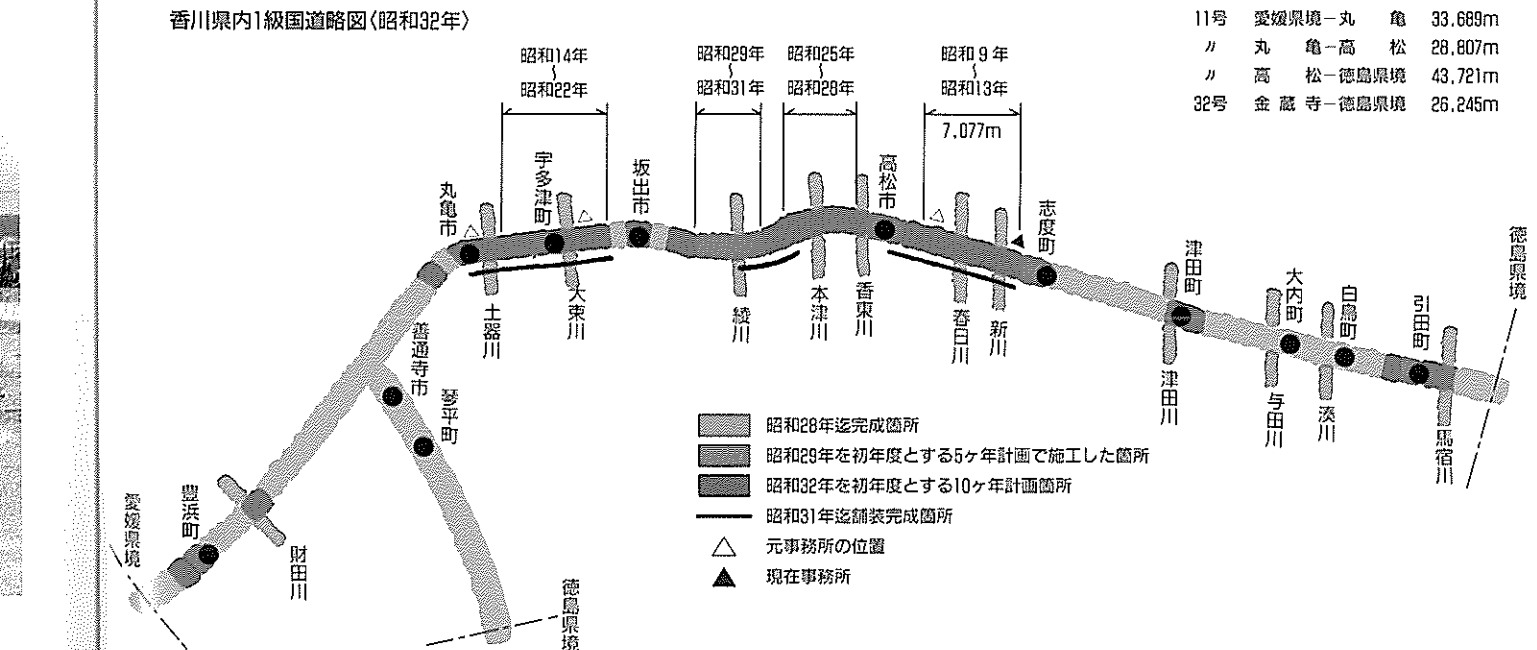 香川県内1級国道略図〈昭和32年〉
11号 愛媛県境-丸 亀 33.689m
〃 丸 亀-高 松 28.807m
〃 高 松-徳島県境 43.721m
32号 金蔵寺-徳島県境 26.245m
昭和14年
〜
昭和22年
昭和29年
〜
昭和31年
昭和25年
〜
昭和28年
昭和9年
〜
昭和13年
7,077m
丸亀市
宇多津町
坂出市
高松市
志度町
津田町
大内町
白鳥町
引田町
徳島県境
土器川
大束川
綾川
本津川
香東川
春日川
新川
津田川
与田川
湊川
馬宿川
善通寺市
琴平町
豊浜町
財田川
愛媛県境
徳島県境
昭和28年迄完成箇所
昭和29年を初年度とする5ヶ年計画で施工した箇所
昭和32年を初年度とする10ヶ年計画箇所
昭和31年迄舗装完成箇所
元事務所の位置
現在事務所